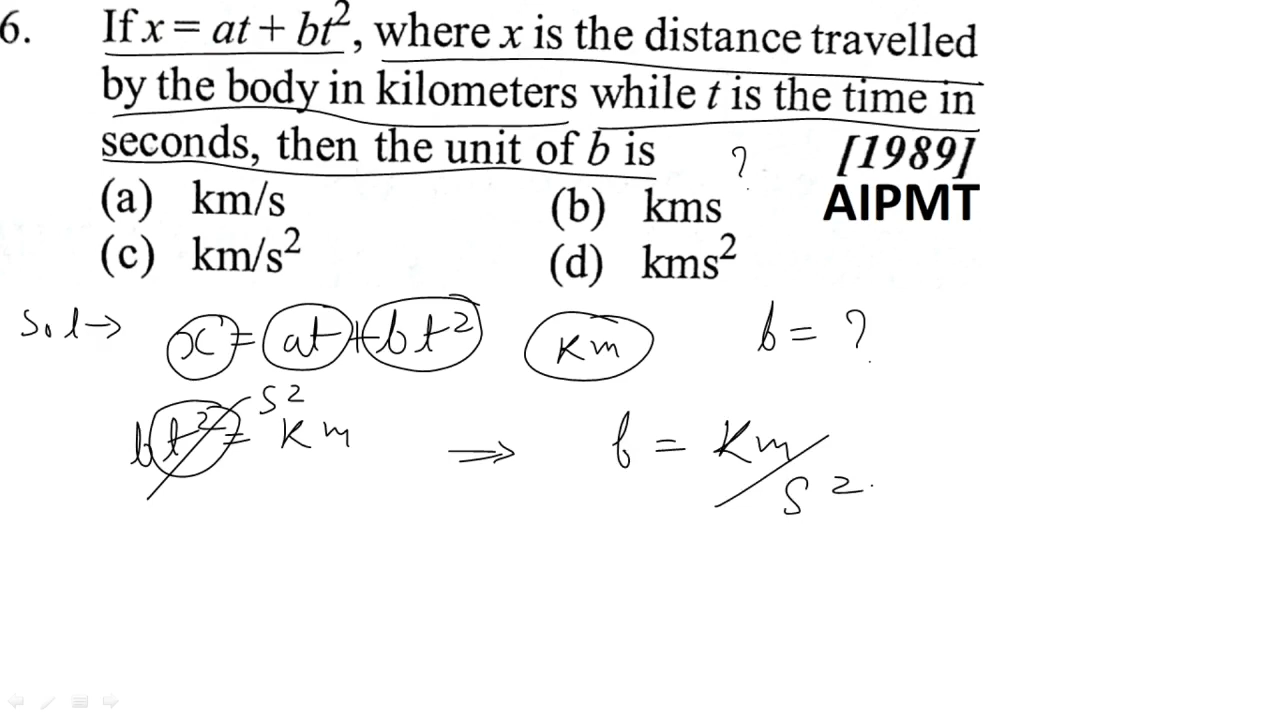 6. If x = at + bt², where x is the distance travelled
by the body in kilometers while t is the time in
seconds, then the unit of b is ? [1989]
AIPMT
(a) km/s (b) kms
(c) km/s² (d) kms²
Sol→ x = at + bt² Km b = ?
bt² = Km s² ⇒ b = Km/s²